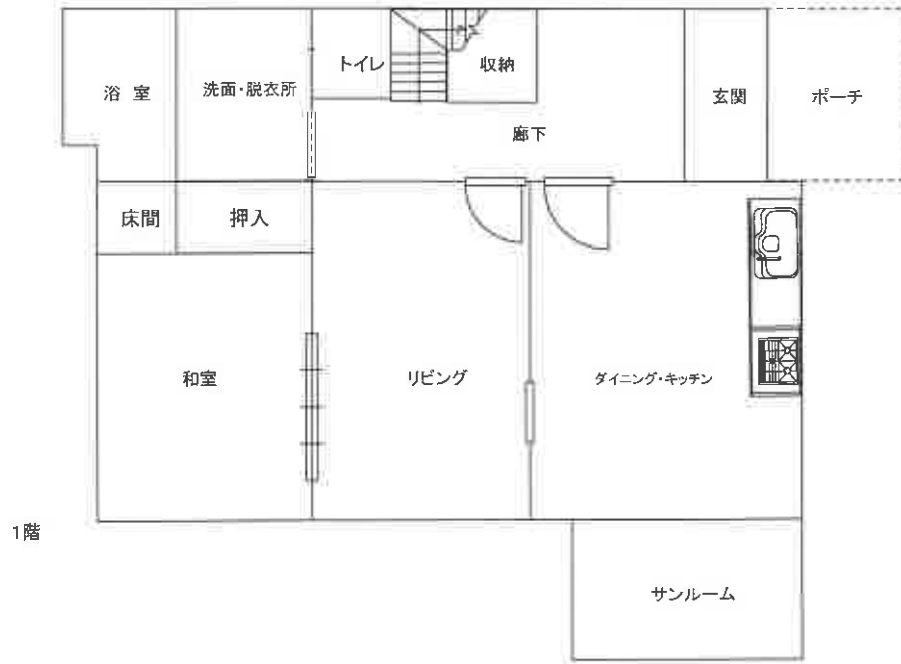 浴 室
洗面・脱衣所
トイレ
収納
玄関
ポーチ
廊下
床間
押入
和室
リビング
ダイニング・キッチン
1階
サンルーム